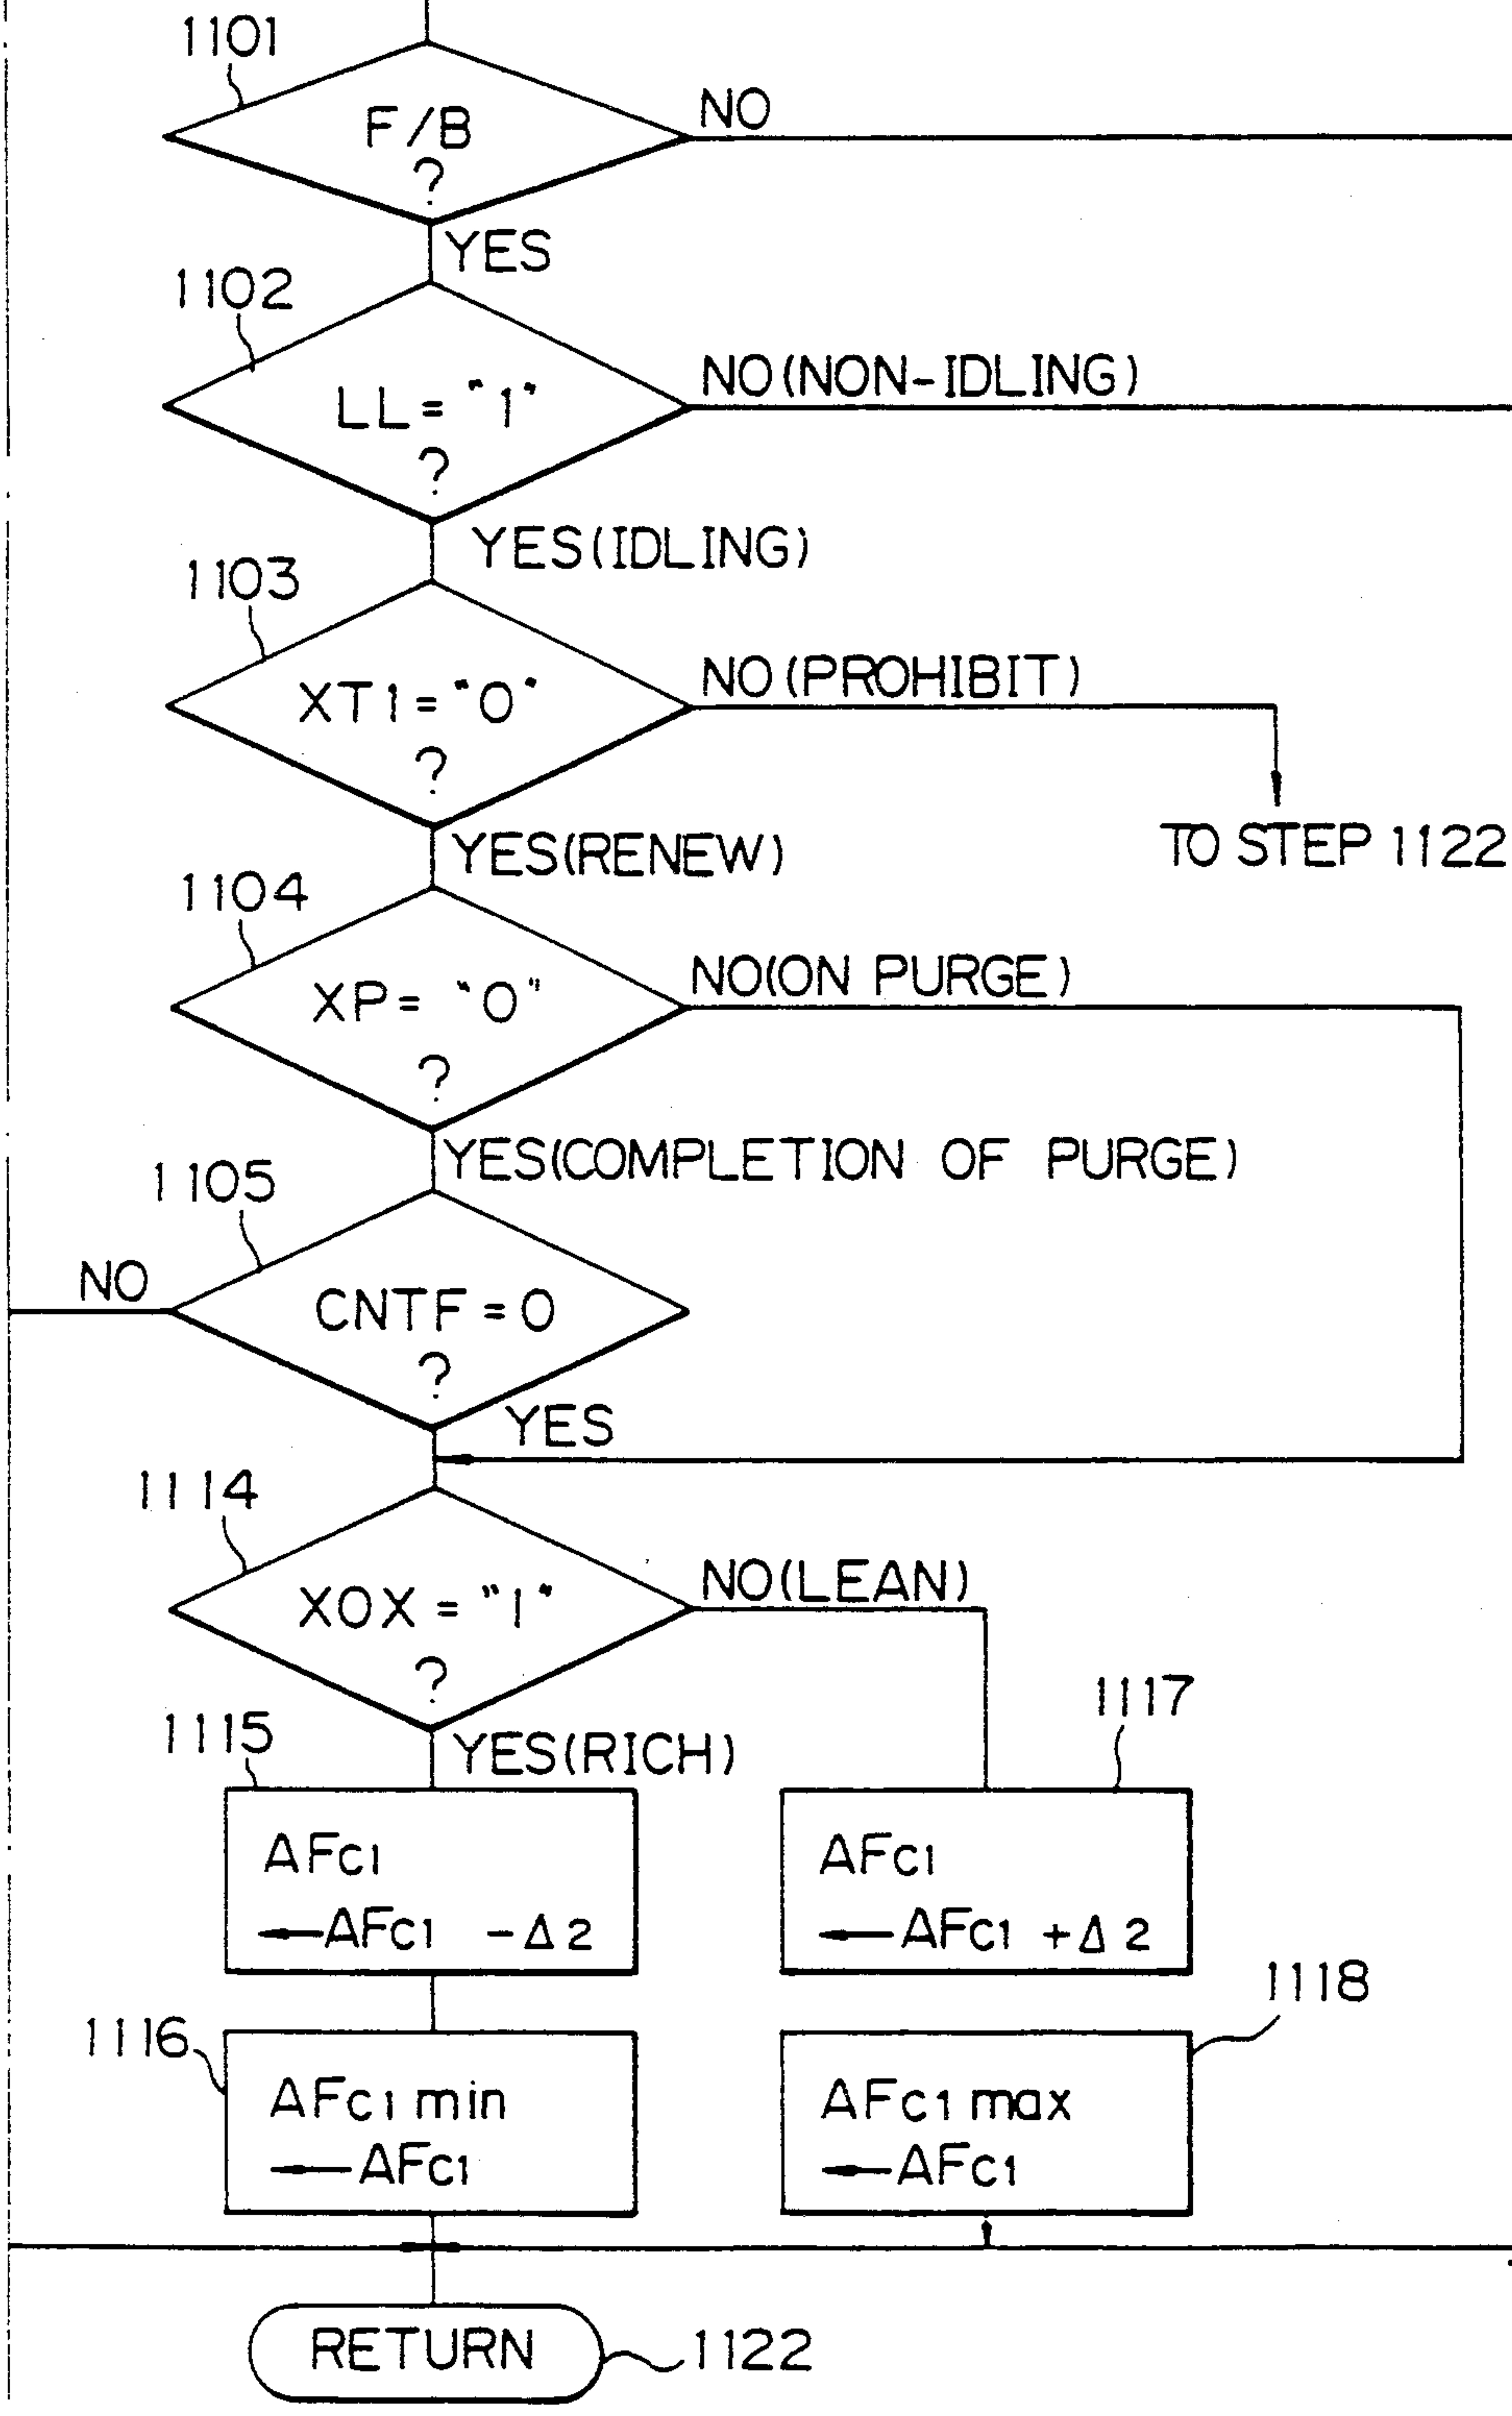 1101
F/B
?
NO
YES
1102
LL= "1"
?
NO(NON-IDLING)
YES(IDLING)
1103
XT1= "0"
?
NO(PROHIBIT)
TO STEP 1122
YES(RENEW)
1104
XP= "0"
?
NO(ON PURGE)
YES(COMPLETION OF PURGE)
1105
NO
CNTF=0
?
YES
1114
XOX= "1"
?
NO(LEAN)
YES(RICH)
1115
AFC1
←AFC1 -Δ2
1117
AFC1
←AFC1 +Δ2
1116
AFC1 min
←AFC1
1118
AFC1 max
←AFC1
RETURN
1122